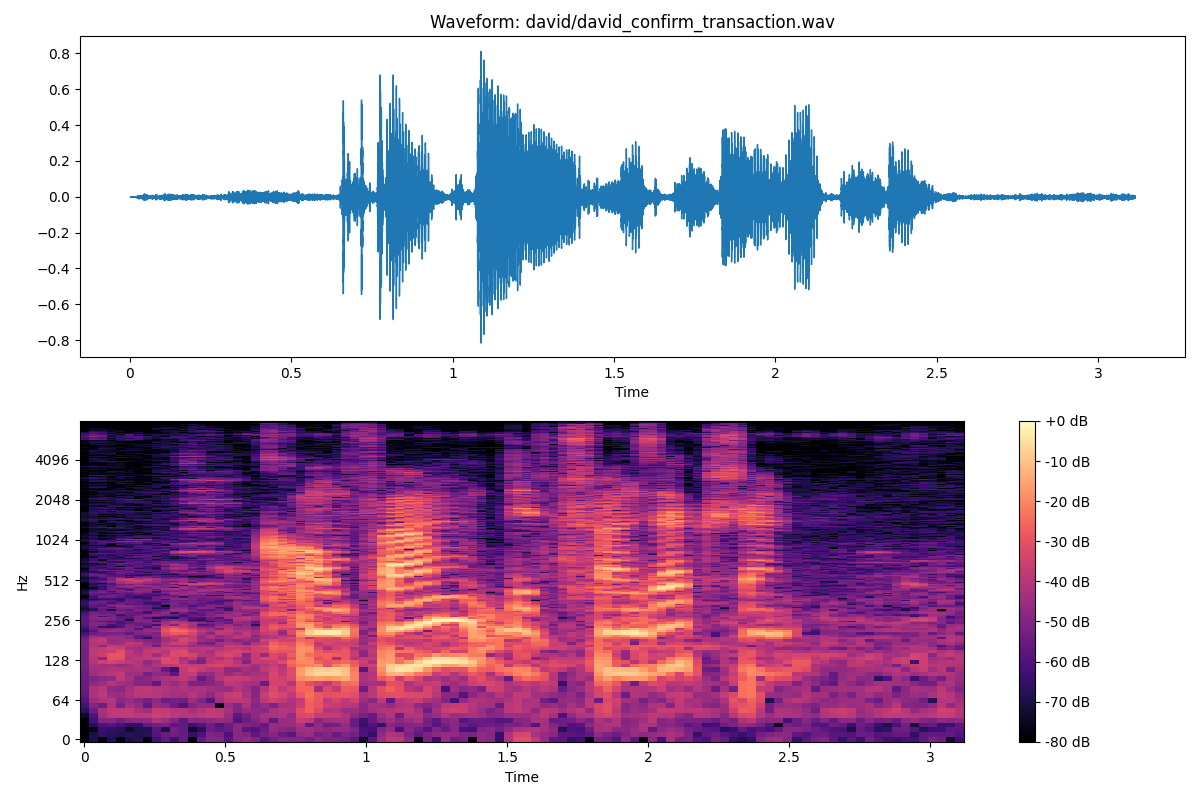 Waveform: david/david_confirm_transaction.wav
0.8
0.6
0.4
0.2
0.0
−0.2
−0.4
−0.6
−0.8
0 0.5 1 1.5 2 2.5 3
Time
4096
2048
1024
512
256
128
64
0
Hz
0 0.5 1 1.5 2 2.5 3
Time
+0 dB
-10 dB
-20 dB
-30 dB
-40 dB
-50 dB
-60 dB
-70 dB
-80 dB